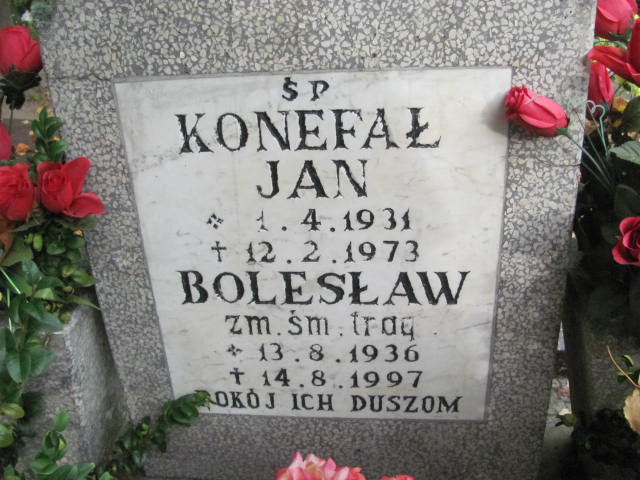 ŚP
KONEFAŁ
JAN
* 1.4.1931
† 12.2.1973
BOLESŁAW
zm. śm. trag.
* 13.8.1936
† 14.8.1997
POKÓJ ICH DUSZOM